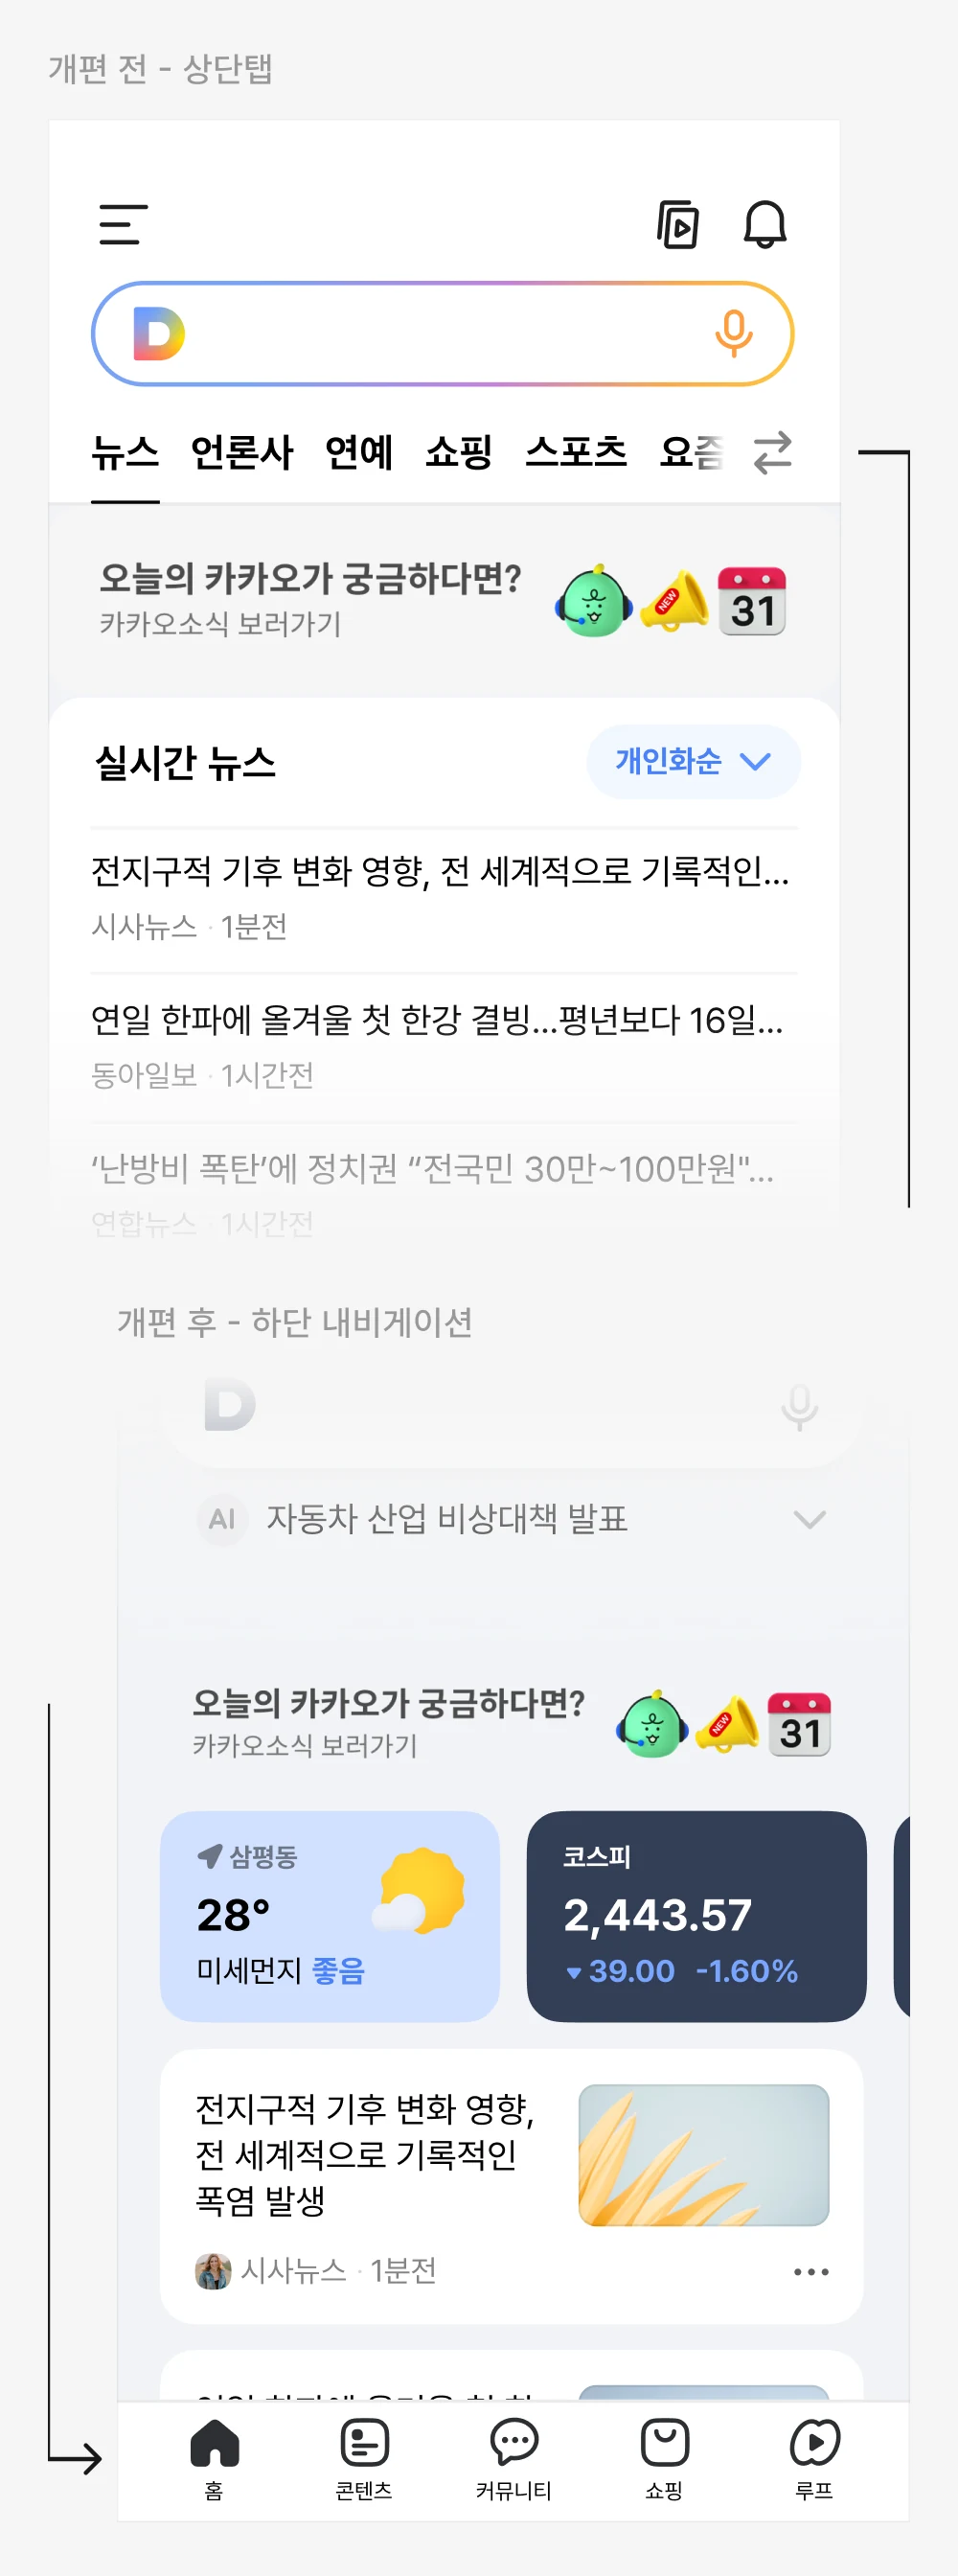 개편 전 - 상단탭
D
뉴스 언론사 연예 쇼핑 스포츠 요즘
오늘의 카카오가 궁금하다면?
카카오소식 보러가기
NEW
31
실시간 뉴스
개인화순
전지구적 기후 변화 영향, 전 세계적으로 기록적인...
시사뉴스 · 1분전
연일 한파에 올겨울 첫 한강 결빙...평년보다 16일...
동아일보 · 1시간전
‘난방비 폭탄’에 정치권 “전국민 30만~100만원"...
연합뉴스 · 1시간전
개편 후 - 하단 내비게이션
D
AI 자동차 산업 비상대책 발표
오늘의 카카오가 궁금하다면?
카카오소식 보러가기
NEW
31
삼평동
28°
미세먼지 좋음
코스피
2,443.57
39.00 -1.60%
전지구적 기후 변화 영향,
전 세계적으로 기록적인
폭염 발생
시사뉴스 · 1분전
홈
콘텐츠
커뮤니티
쇼핑
루프